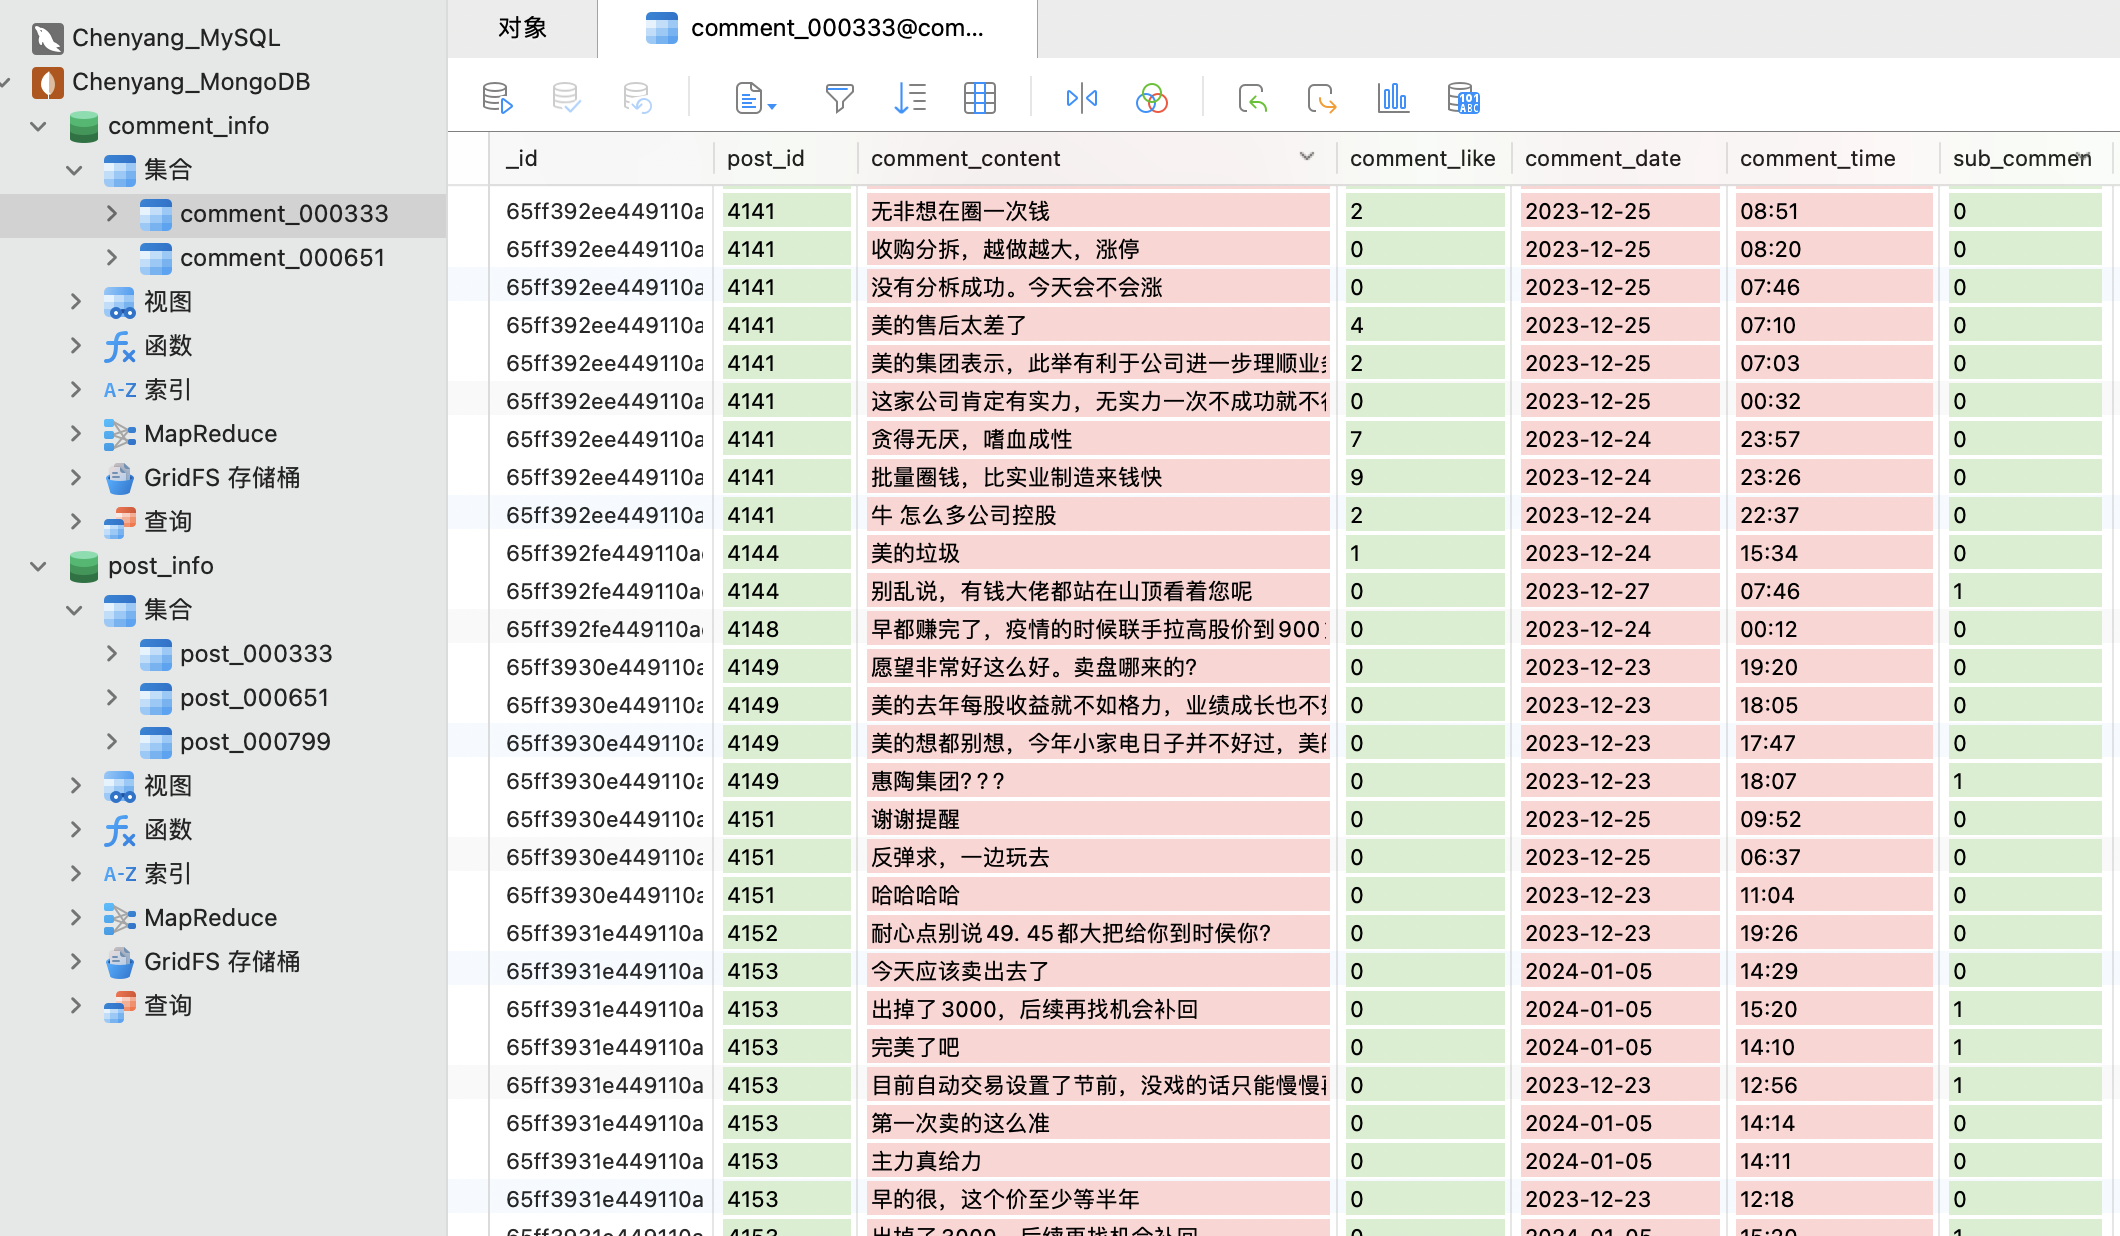 Chenyang_MySQL
Chenyang_MongoDB
comment_info
集合
comment_000333
comment_000651
视图
函数
A-Z 索引
MapReduce
GridFS 存储桶
查询
post_info
集合
post_000333
post_000651
post_000799
视图
函数
A-Z 索引
MapReduce
GridFS 存储桶
查询
对象 comment_000333@com...
101 ABC
_id post_id comment_content comment_like comment_date comment_time sub_commen
65ff392ee449110a 4141 无非想在圈一次钱 2 2023-12-25 08:51 0
65ff392ee449110a 4141 收购分拆，越做越大，涨停 0 2023-12-25 08:20 0
65ff392ee449110a 4141 没有分柝成功。今天会不会涨 0 2023-12-25 07:46 0
65ff392ee449110a 4141 美的售后太差了 4 2023-12-25 07:10 0
65ff392ee449110a 4141 美的集团表示，此举有利于公司进一步理顺业 2 2023-12-25 07:03 0
65ff392ee449110a 4141 这家公司肯定有实力，无实力一次不成功就不 0 2023-12-25 00:32 0
65ff392ee449110a 4141 贪得无厌，嗜血成性 7 2023-12-24 23:57 0
65ff392ee449110a 4141 批量圈钱，比实业制造来钱快 9 2023-12-24 23:26 0
65ff392ee449110a 4141 牛 怎么多公司控股 2 2023-12-24 22:37 0
65ff392fe449110a 4144 美的垃圾 1 2023-12-24 15:34 0
65ff392fe449110a 4144 别乱说，有钱大佬都站在山顶看着您呢 0 2023-12-27 07:46 1
65ff392fe449110a 4148 早都赚完了，疫情的时候联手拉高股价到900 0 2023-12-24 00:12 0
65ff3930e449110a 4149 愿望非常好这么好。卖盘哪来的? 0 2023-12-23 19:20 0
65ff3930e449110a 4149 美的去年每股收益就不如格力，业绩成长也不 0 2023-12-23 18:05 0
65ff3930e449110a 4149 美的想都别想，今年小家电日子并不好过，美 0 2023-12-23 17:47 0
65ff3930e449110a 4149 惠陶集团??? 0 2023-12-23 18:07 1
65ff3930e449110a 4151 谢谢提醒 0 2023-12-25 09:52 0
65ff3930e449110a 4151 反弹求，一边玩去 0 2023-12-25 06:37 0
65ff3930e449110a 4151 哈哈哈哈 0 2023-12-23 11:04 0
65ff3931e449110a 4152 耐心点别说49. 45都大把给你到时侯你? 0 2023-12-23 19:26 0
65ff3931e449110a 4153 今天应该卖出去了 0 2024-01-05 14:29 0
65ff3931e449110a 4153 出掉了3000，后续再找机会补回 0 2024-01-05 15:20 1
65ff3931e449110a 4153 完美了吧 0 2024-01-05 14:10 1
65ff3931e449110a 4153 目前自动交易设置了节前，没戏的话只能慢慢 0 2023-12-23 12:56 1
65ff3931e449110a 4153 第一次卖的这么准 0 2024-01-05 14:14 0
65ff3931e449110a 4153 主力真给力 0 2024-01-05 14:11 0
65ff3931e449110a 4153 早的很，这个价至少等半年 0 2023-12-23 12:18 0